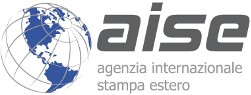 aise
agenzia internazionale
stampa estero